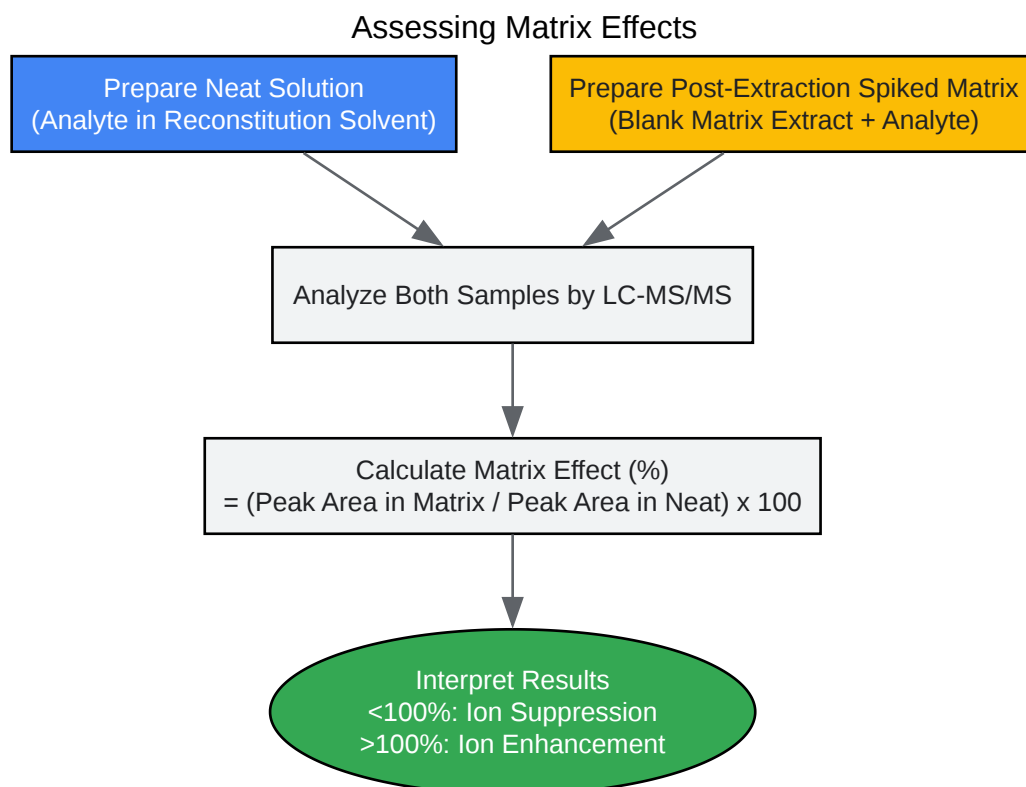 Assessing Matrix Effects
Prepare Neat Solution
(Analyte in Reconstitution Solvent)
Prepare Post-Extraction Spiked Matrix
(Blank Matrix Extract + Analyte)
Analyze Both Samples by LC-MS/MS
Calculate Matrix Effect (%)
= (Peak Area in Matrix / Peak Area in Neat) x 100
Interpret Results
<100%: Ion Suppression
>100%: Ion Enhancement